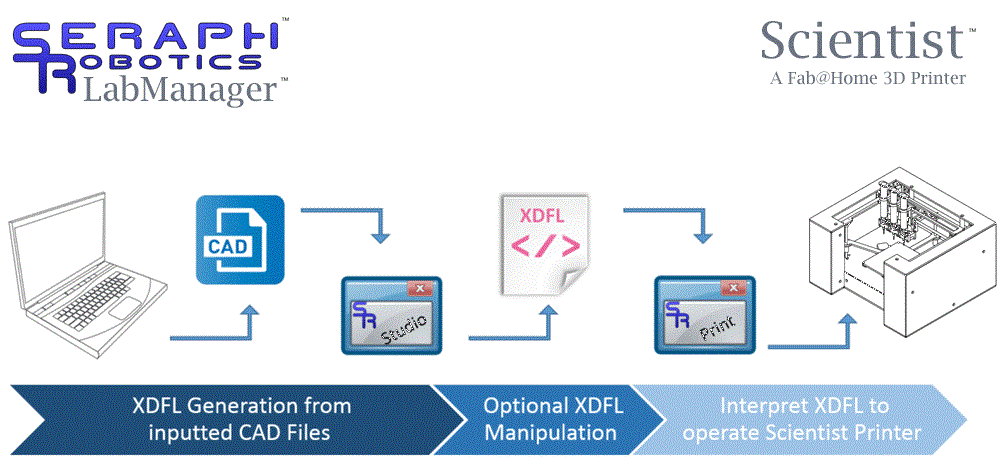 SERAPH™
ROBOTICS
LabManager™
Scientist™
A Fab@Home 3D Printer
CAD
XDFL
</>
SR
Studio
SR
Print
XDFL Generation from
inputted CAD Files
Optional XDFL
Manipulation
Interpret XDFL to
operate Scientist Printer